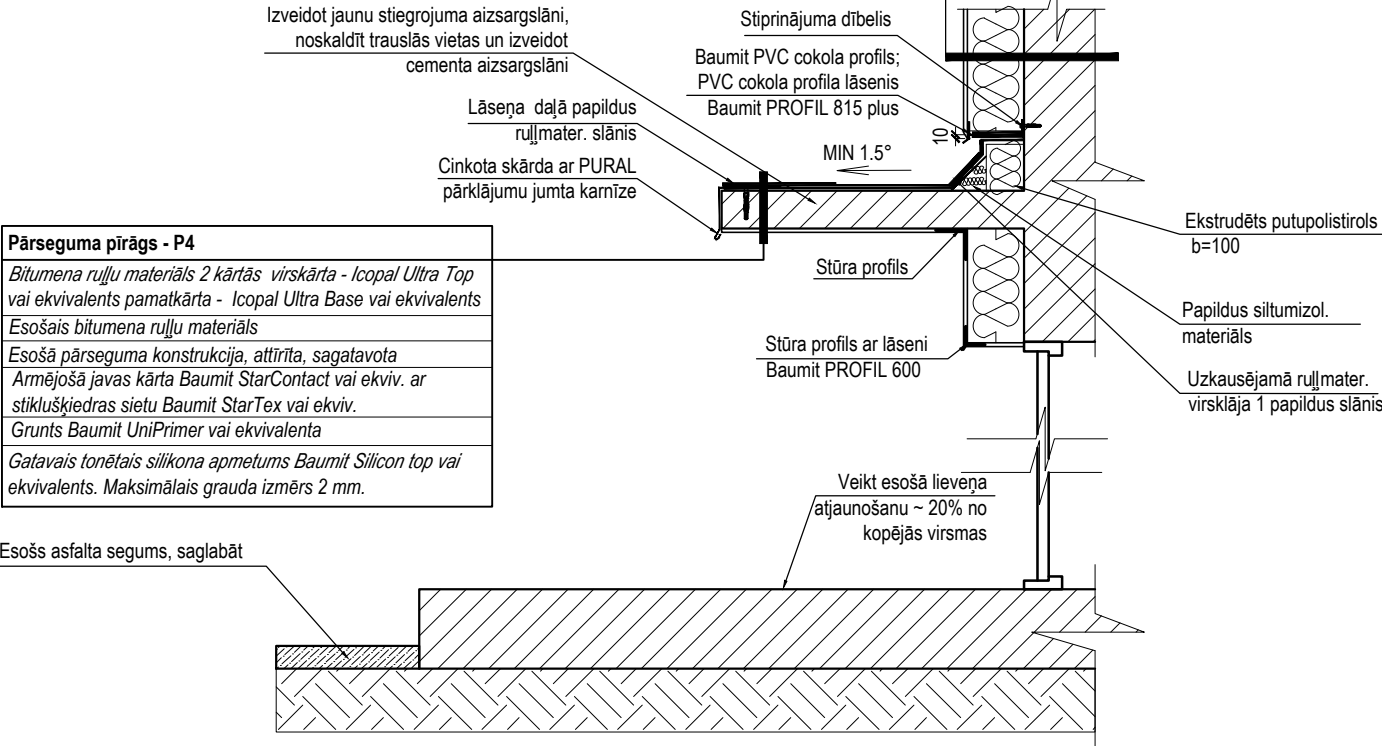 Izveidot jaunu stiegrojuma aizsargslāni,
noskaldīt trauslās vietas un izveidot
cementa aizsargslāni
Stiprinājuma dībelis
Baumit PVC cokola profils;
PVC cokola profila lāsenis
Baumit PROFIL 815 plus
Lāseņa daļā papildus
ruļļmater. slānis
10
MIN 1.5°
Cinkota skārda ar PURAL
pārklājumu jumta karnīze
Pārseguma pīrāgs - P4
Bitumena ruļļu materiāls 2 kārtās virskārta - Icopal Ultra Top
vai ekvivalents pamatkārta - Icopal Ultra Base vai ekvivalents
Esošais bitumena ruļļu materiāls
Esošā pārseguma konstrukcija, attīrīta, sagatavota
Armējošā javas kārta Baumit StarContact vai ekviv. ar
stiklušķiedras sietu Baumit StarTex vai ekviv.
Grunts Baumit UniPrimer vai ekvivalenta
Gatavais tonētais silikona apmetums Baumit Silicon top vai
ekvivalents. Maksimālais grauda izmērs 2 mm.
Ekstrudēts putupolistirols
b=100
Stūra profils
Papildus siltumizol.
materiāls
Stūra profils ar lāseni
Baumit PROFIL 600
Uzkausējamā ruļļmater.
virsklāja 1 papildus slānis
Veikt esošā lieveņa
atjaunošanu ~ 20% no
kopējās virsmas
Esošs asfalta segums, saglabāt